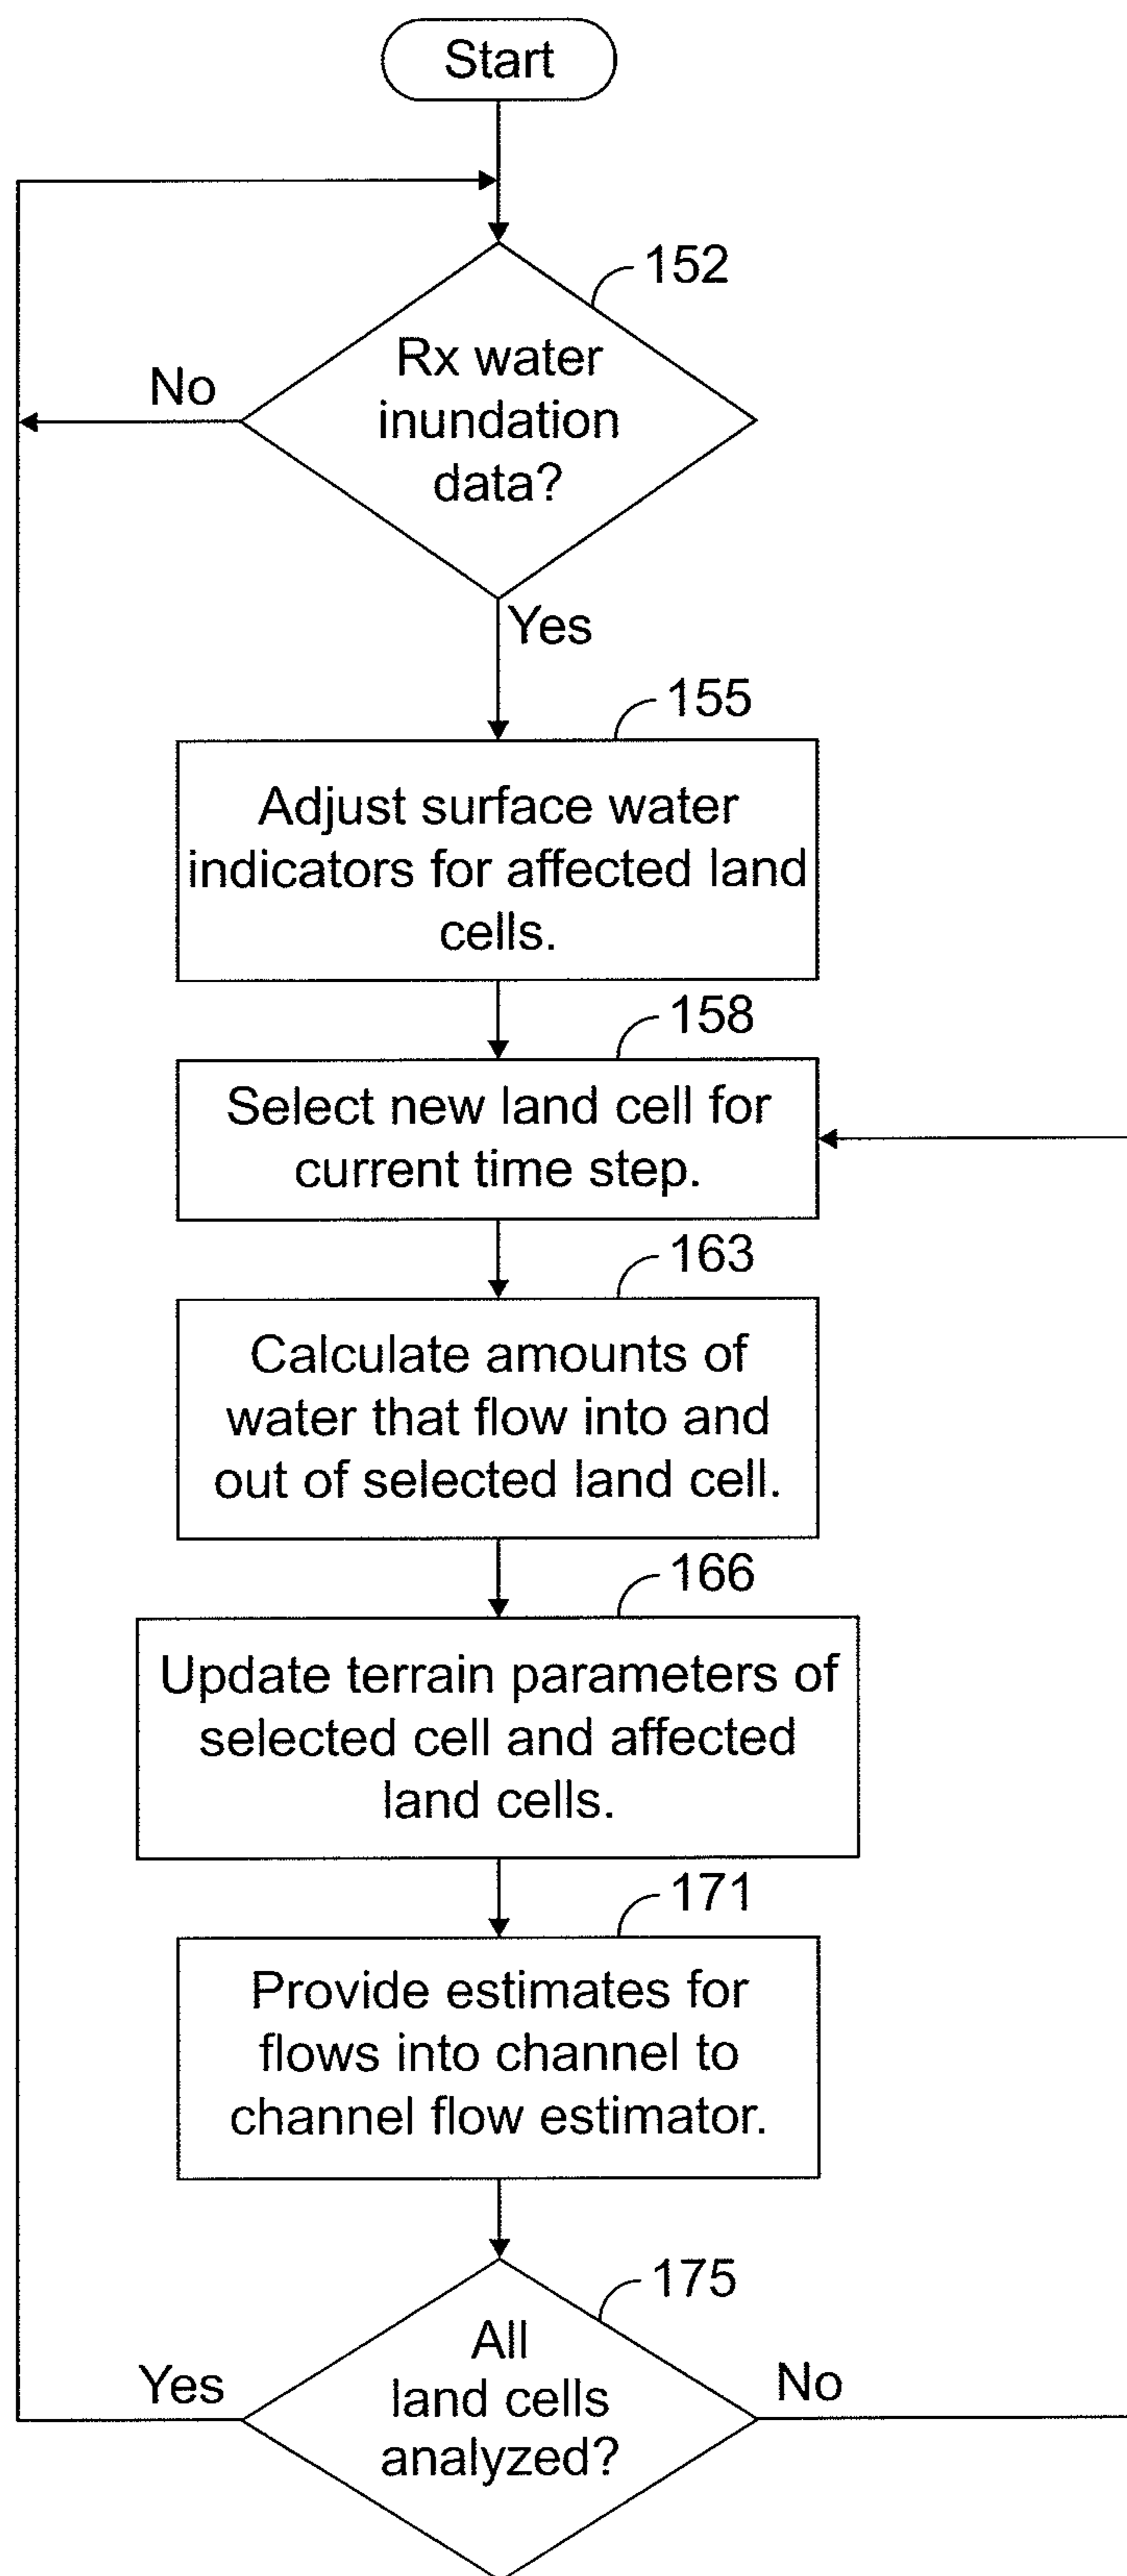 Start
152
Rx water
inundation
data?
No
Yes
155
Adjust surface water
indicators for affected land
cells.
158
Select new land cell for
current time step.
163
Calculate amounts of
water that flow into and
out of selected land cell.
166
Update terrain parameters of
selected cell and affected
land cells.
171
Provide estimates for
flows into channel to
channel flow estimator.
175
All
land cells
analyzed?
Yes
No